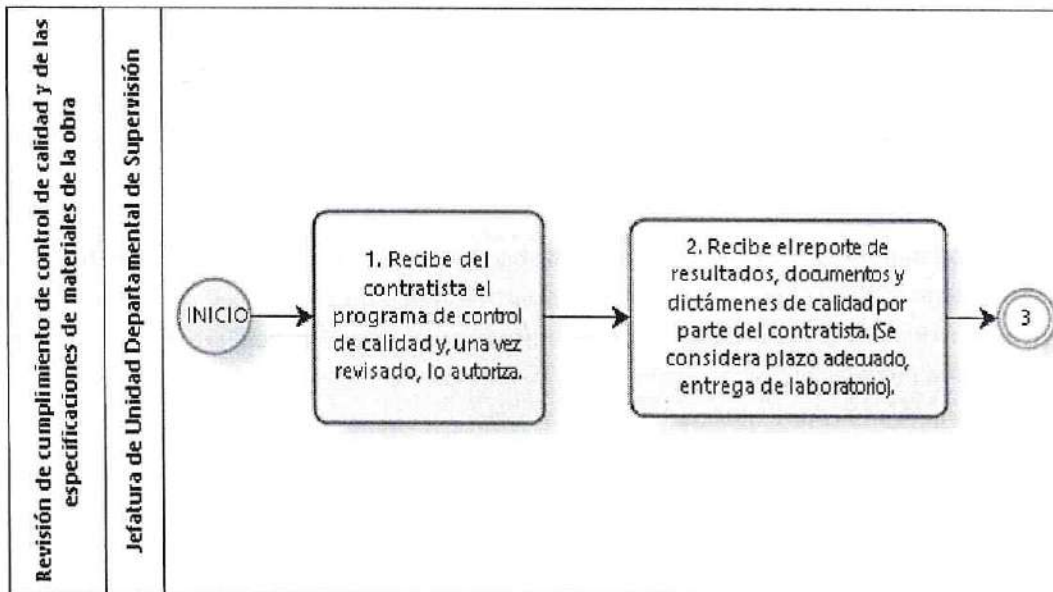 Revisión de cumplimiento de control de calidad y de las
especificaciones de materiales de la obra
Jefatura de Unidad Departamental de Supervisión
INICIO
1. Recibe del
contratista el
programa de control
de calidad y, una vez
revisado, lo autoriza.
2. Recibe el reporte de
resultados, documentos y
dictámenes de calidad por
parte del contratista. (Se
considera plazo adecuado,
entrega de laboratorio).
3